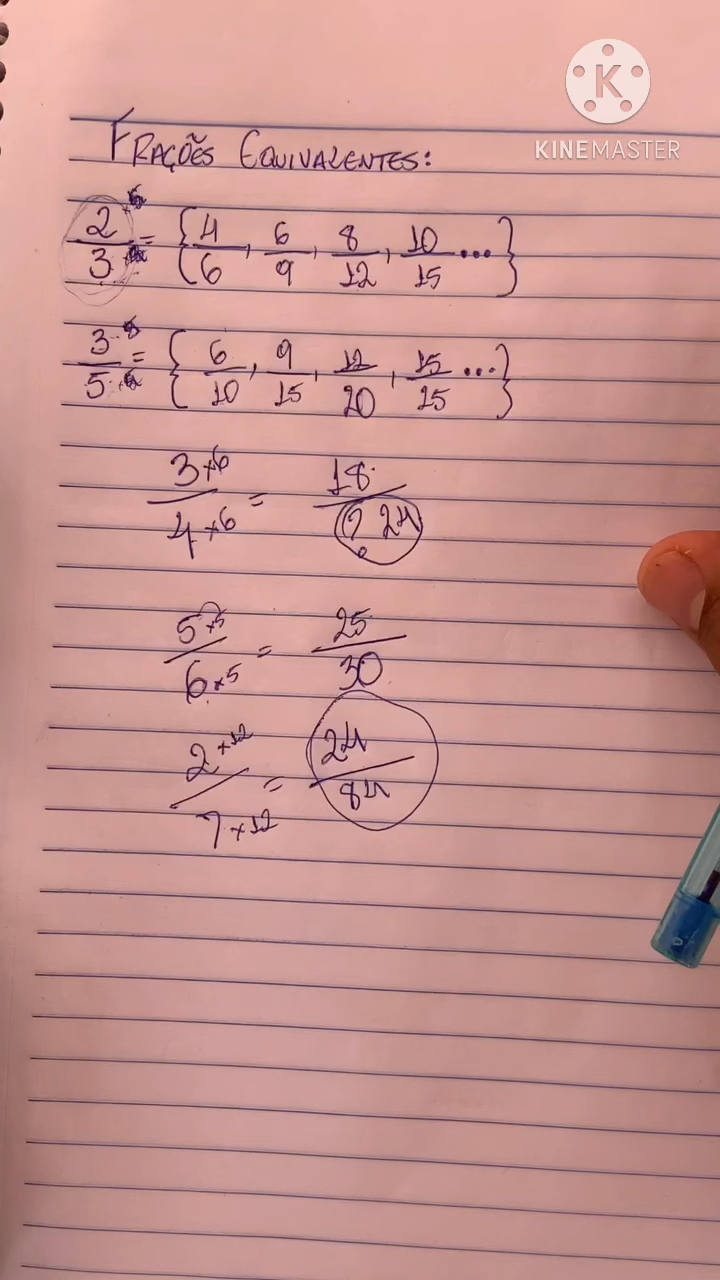 KINEMASTER
FRAÇÕES EQUIVALENTES:
2/3 = {4/6, 6/9, 8/12, 10/15 ...}
3/5 = {6/10, 9/15, 12/20, 15/25 ...}
3×6/4×6 = 18/? 24
5×5/6×5 = 25/30
2×12/7×12 = 24/84